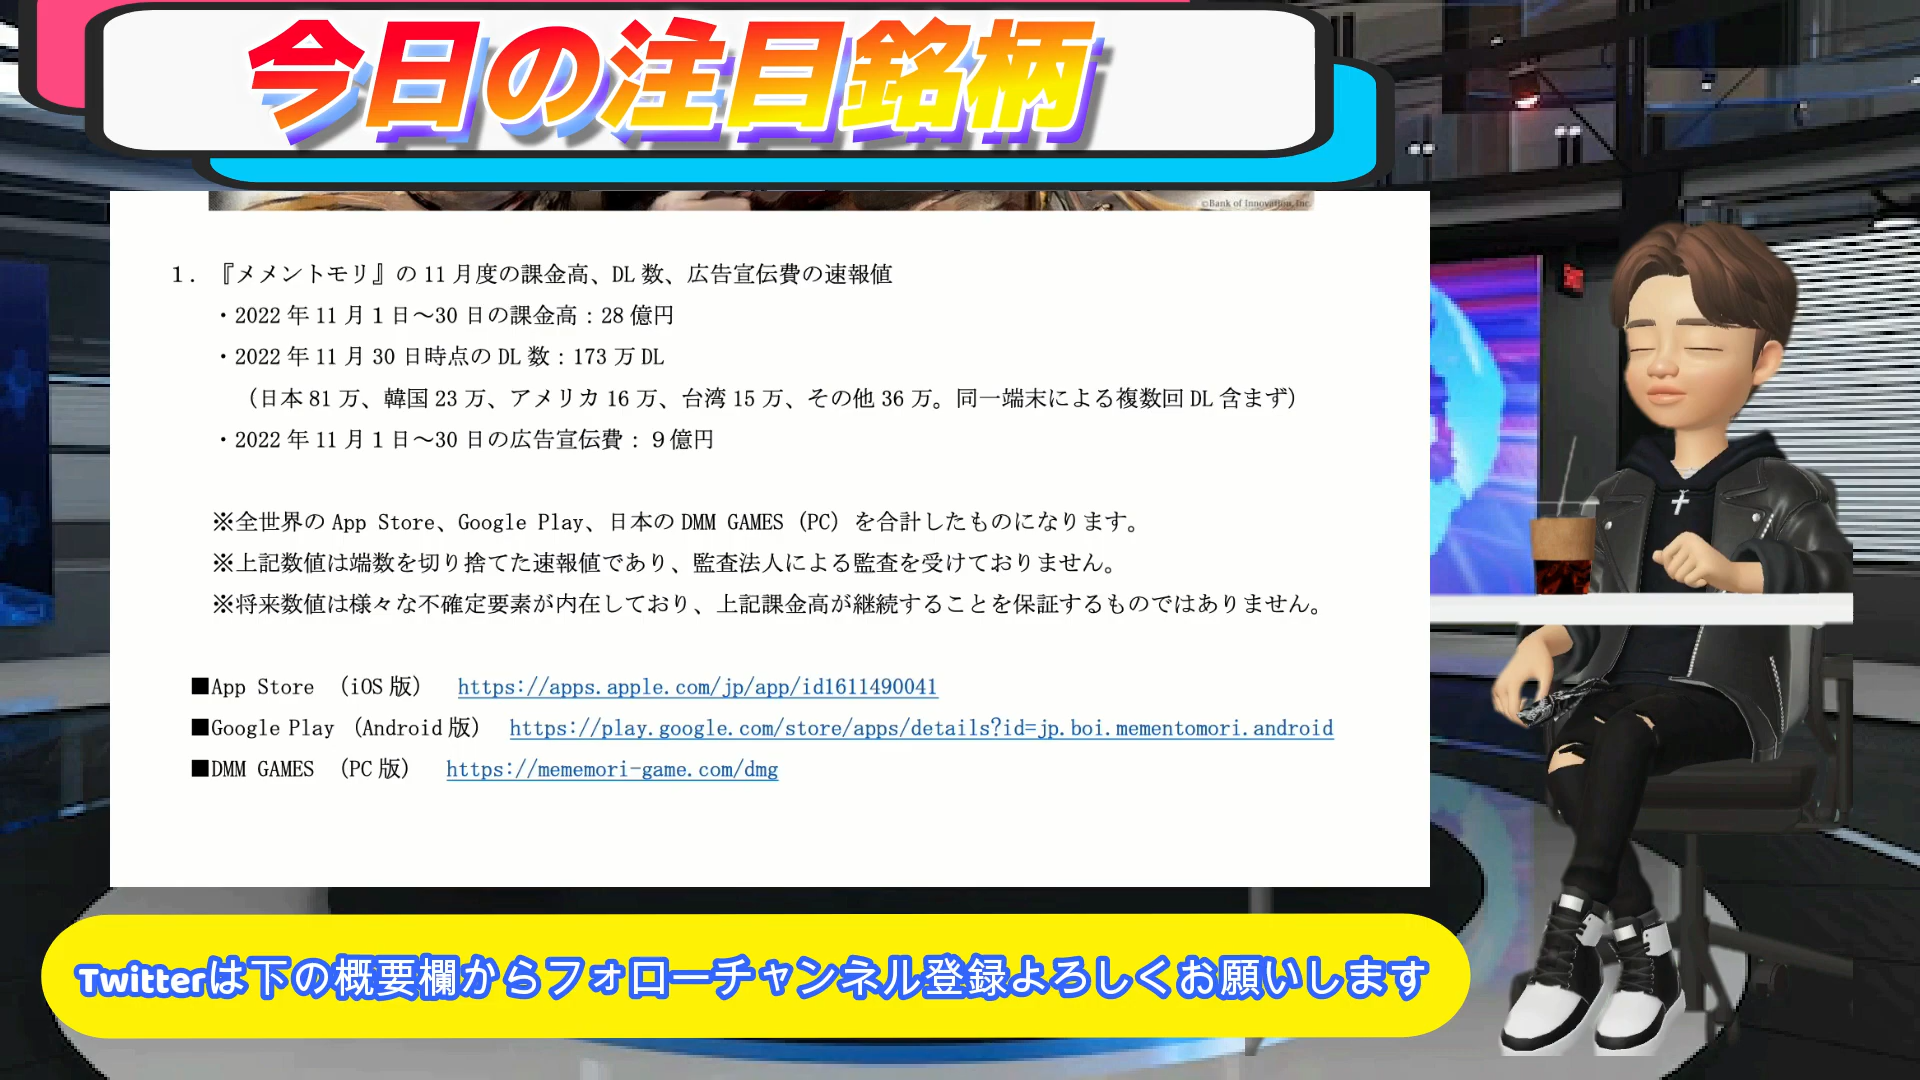 今日の注目銘柄
©Bank of Innovation, Inc.
1. 『メメントモリ』の 11 月度の課金高、DL 数、広告宣伝費の速報値
・2022 年 11 月 1 日～30 日の課金高：28 億円
・2022 年 11 月 30 日時点の DL 数：173 万 DL
（日本 81 万、韓国 23 万、アメリカ 16 万、台湾 15 万、その他 36 万。同一端末による複数回 DL 含まず）
・2022 年 11 月 1 日～30 日の広告宣伝費：９億円
※全世界の App Store、Google Play、日本の DMM GAMES（PC）を合計したものになります。
※上記数値は端数を切り捨てた速報値であり、監査法人による監査を受けておりません。
※将来数値は様々な不確定要素が内在しており、上記課金高が継続することを保証するものではありません。
■App Store （iOS 版） https://apps.apple.com/jp/app/id1611490041
■Google Play （Android 版） https://play.google.com/store/apps/details?id=jp.boi.mementomori.android
■DMM GAMES （PC 版） https://mememori-game.com/dmg
Twitterは下の概要欄からフォローチャンネル登録よろしくお願いします